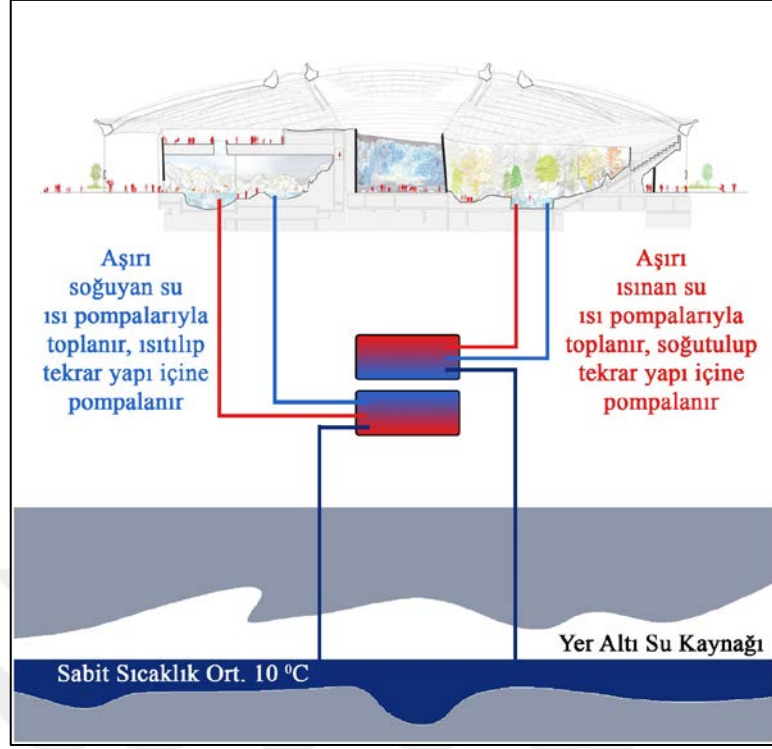 Aşırı
soğuyan su
ısı pompalarıyla
toplanır, ısıtılıp
tekrar yapı içine
pompalanır
Aşırı
ısınan su
ısı pompalarıyla
toplanır, soğutulup
tekrar yapı içine
pompalanır
Yer Altı Su Kaynağı
Sabit Sıcaklık Ort. 10 ⁰C